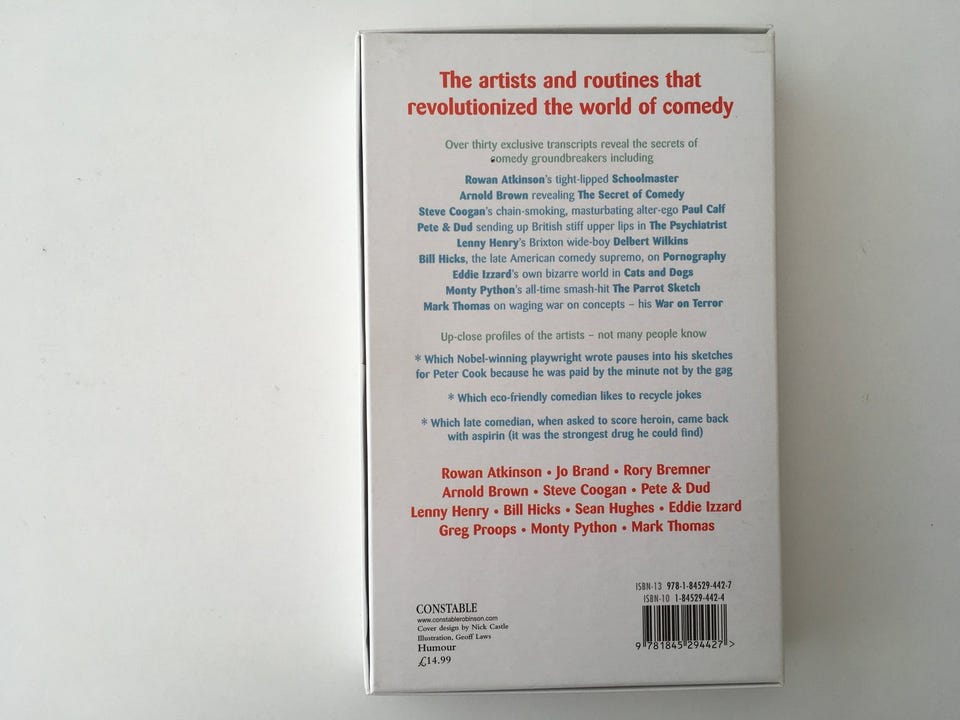 The artists and routines that
revolutionized the world of comedy
Over thirty exclusive transcripts reveal the secrets of
comedy groundbreakers including
Rowan Atkinson's tight-lipped Schoolmaster
Arnold Brown revealing The Secret of Comedy
Steve Coogan's chain-smoking, masturbating alter-ego Paul Calf
Pete & Dud sending up British stiff upper lips in The Psychiatrist
Lenny Henry's Brixton wide-boy Delbert Wilkins
Bill Hicks, the late American comedy supremo, on Pornography
Eddie Izzard's own bizarre world in Cats and Dogs
Monty Python's all-time smash-hit The Parrot Sketch
Mark Thomas on waging war on concepts – his War on Terror
Up-close profiles of the artists – not many people know
* Which Nobel-winning playwright wrote pauses into his sketches
for Peter Cook because he was paid by the minute not by the gag
* Which eco-friendly comedian likes to recycle jokes
* Which late comedian, when asked to score heroin, came back
with aspirin (it was the strongest drug he could find)
Rowan Atkinson • Jo Brand • Rory Bremner
Arnold Brown • Steve Coogan • Pete & Dud
Lenny Henry • Bill Hicks • Sean Hughes • Eddie Izzard
Greg Proops • Monty Python • Mark Thomas
ISBN-13 978-1-84529-442-7
ISBN-10 1-84529-442-4
9 781845 294427 >
CONSTABLE
www.constablerobinson.com
Cover design by Nick Castle
Illustration, Geoff Laws
Humour
£14.99